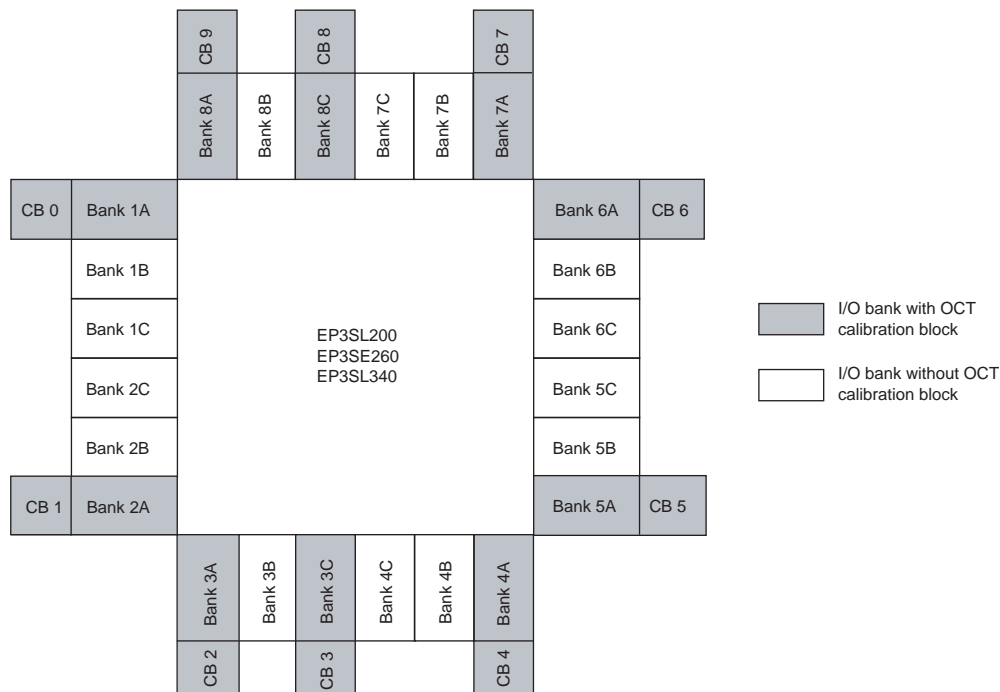 CB 9
CB 8
CB 7
Bank 8A
Bank 8B
Bank 8C
Bank 7C
Bank 7B
Bank 7A
CB 0
Bank 1A
Bank 6A
CB 6
Bank 1B
Bank 6B
Bank 1C
Bank 6C
Bank 2C
Bank 5C
Bank 2B
Bank 5B
CB 1
Bank 2A
Bank 5A
CB 5
EP3SL200
EP3SE260
EP3SL340
I/O bank with OCT
calibration block
I/O bank without OCT
calibration block
Bank 3A
Bank 3B
Bank 3C
Bank 4C
Bank 4B
Bank 4A
CB 2
CB 3
CB 4